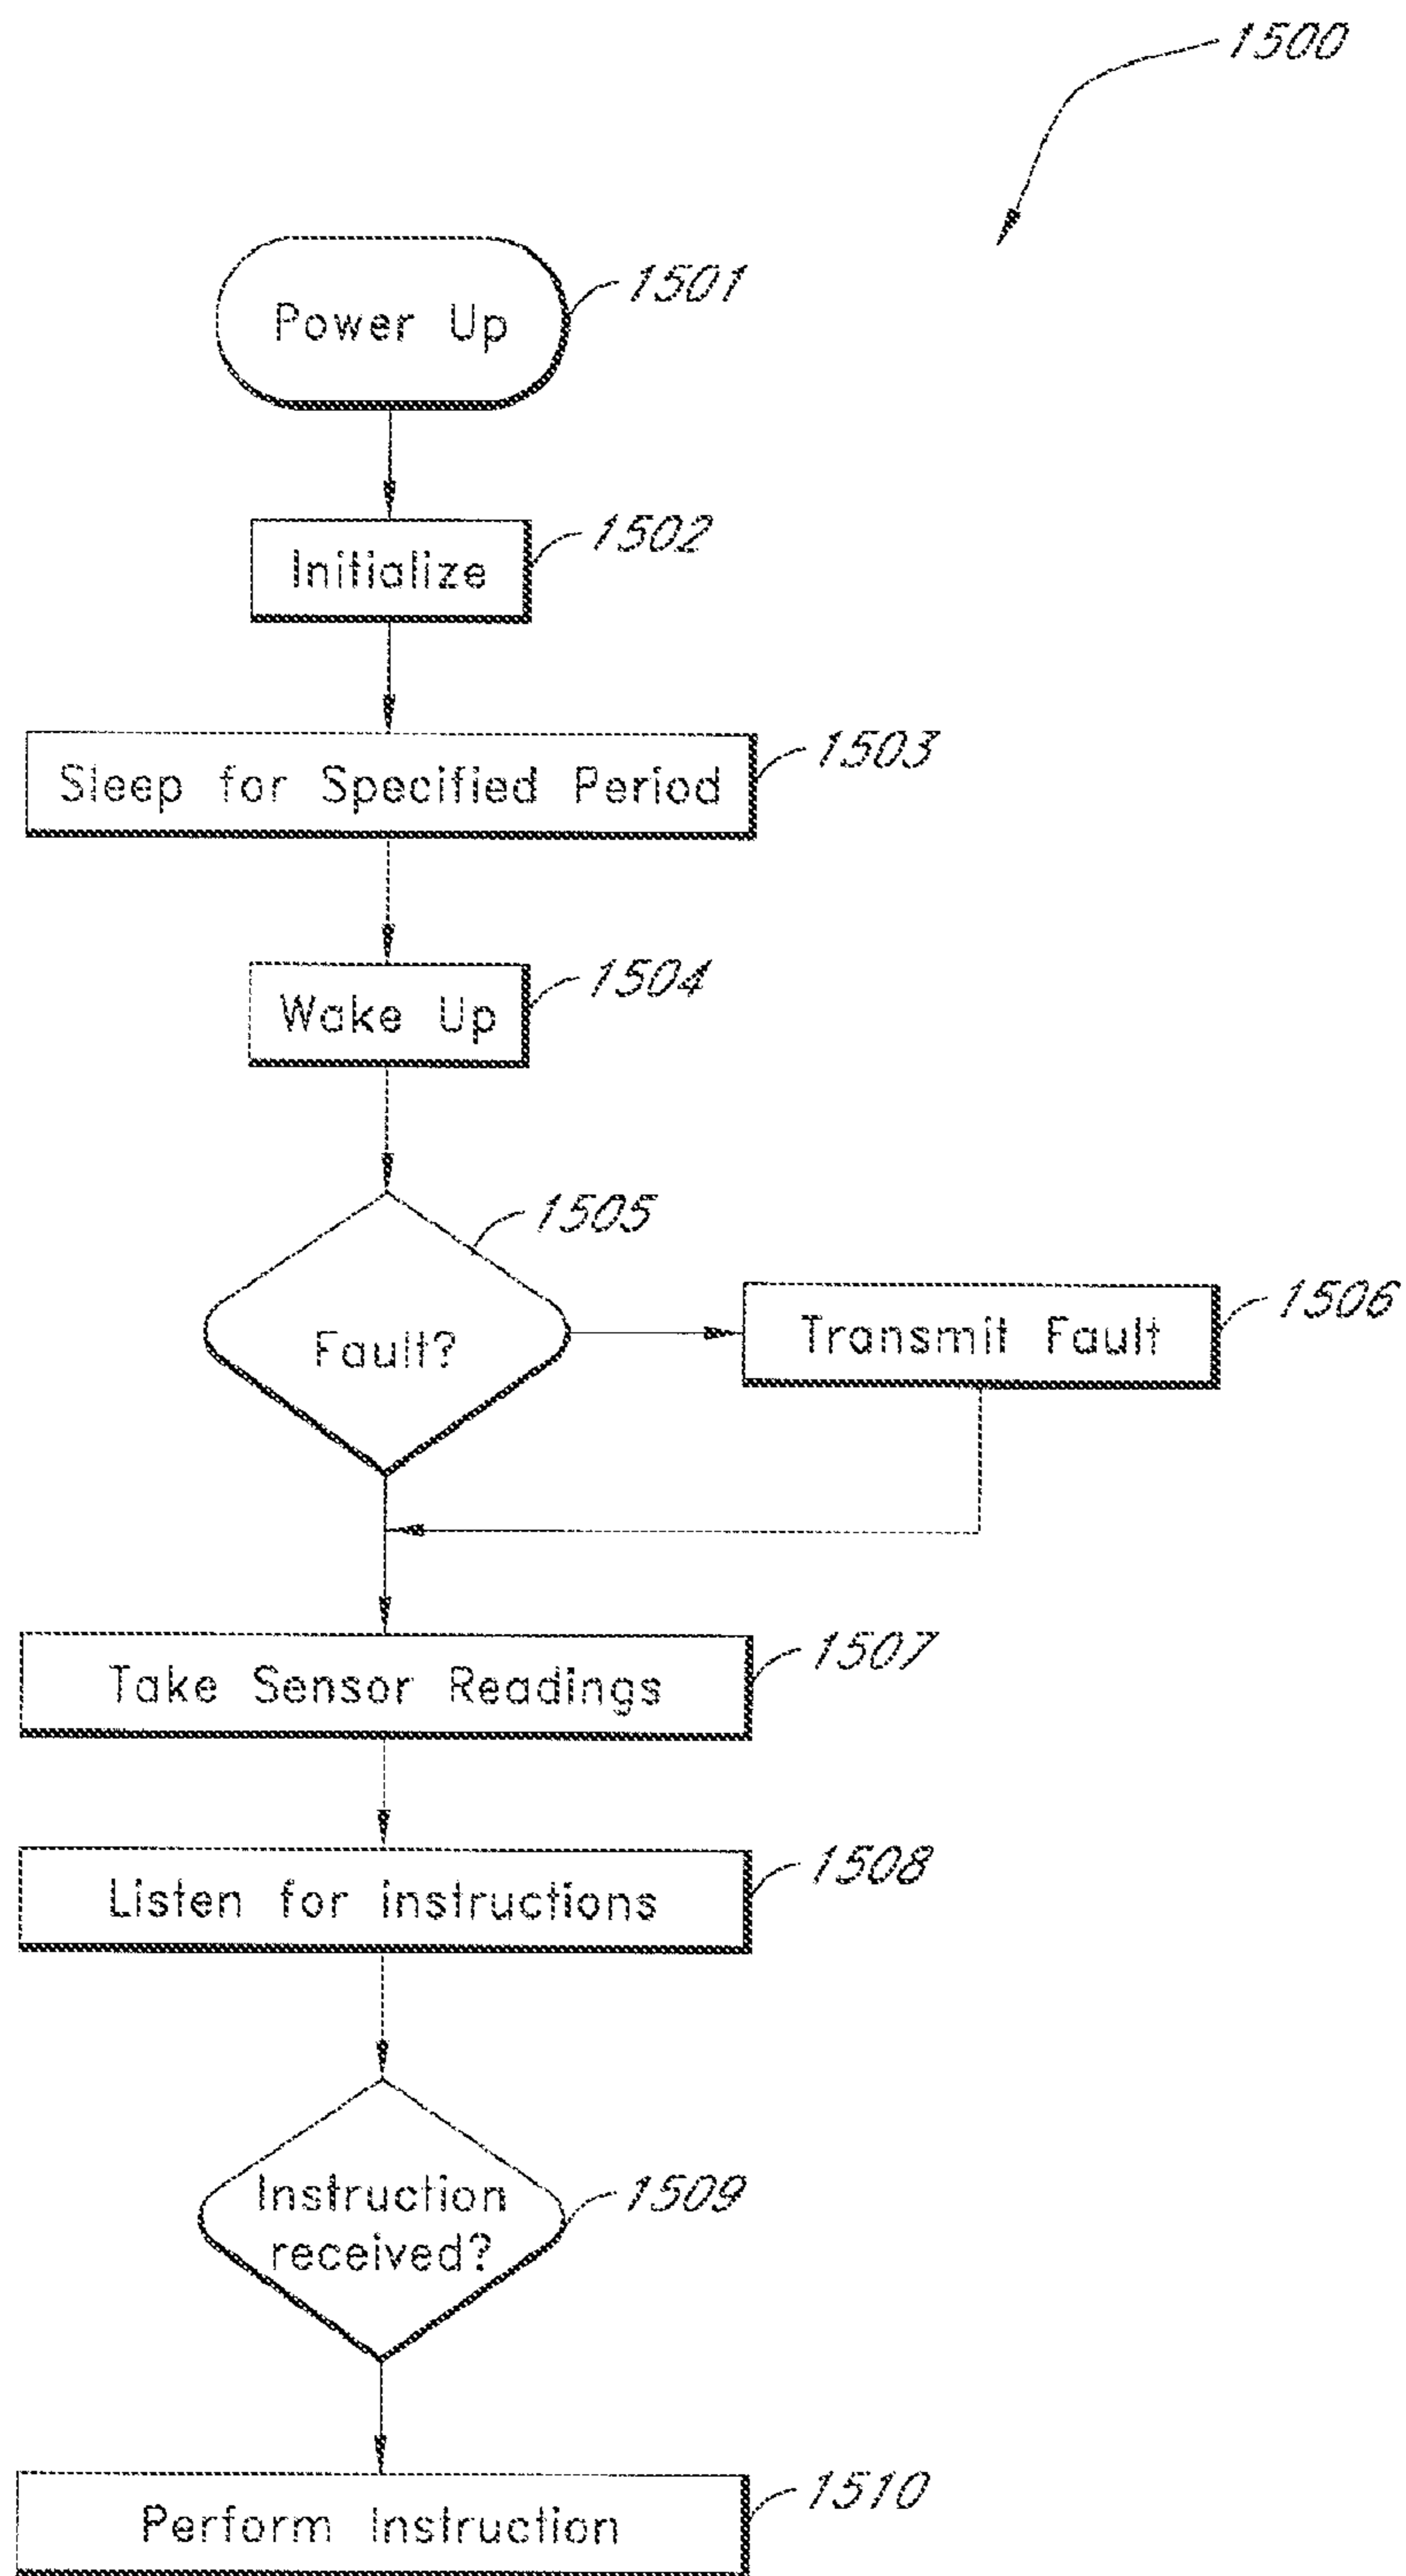 1500
Power Up
1501
Initialize
1502
Sleep for Specified Period
1503
Wake Up
1504
1505
Fault?
Transmit Fault
1506
Take Sensor Readings
1507
Listen for instructions
1508
Instruction
received?
1509
Perform Instruction
1510